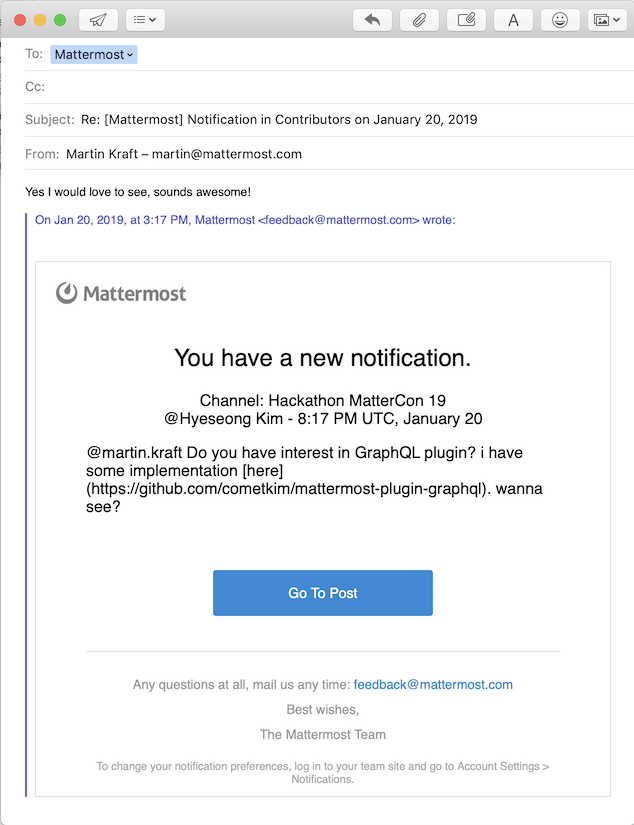 To: Mattermost
Cc:
Subject: Re: [Mattermost] Notification in Contributors on January 20, 2019
From: Martin Kraft – martin@mattermost.com
Yes I would love to see, sounds awesome!
On Jan 20, 2019, at 3:17 PM, Mattermost <feedback@mattermost.com> wrote:
Mattermost
You have a new notification.
Channel: Hackathon MatterCon 19
@Hyeseong Kim - 8:17 PM UTC, January 20
@martin.kraft Do you have interest in GraphQL plugin? i have
some implementation [here]
(https://github.com/cometkim/mattermost-plugin-graphql). wanna
see?
Go To Post
Any questions at all, mail us any time: feedback@mattermost.com
Best wishes,
The Mattermost Team
To change your notification preferences, log in to your team site and go to Account Settings >
Notifications.